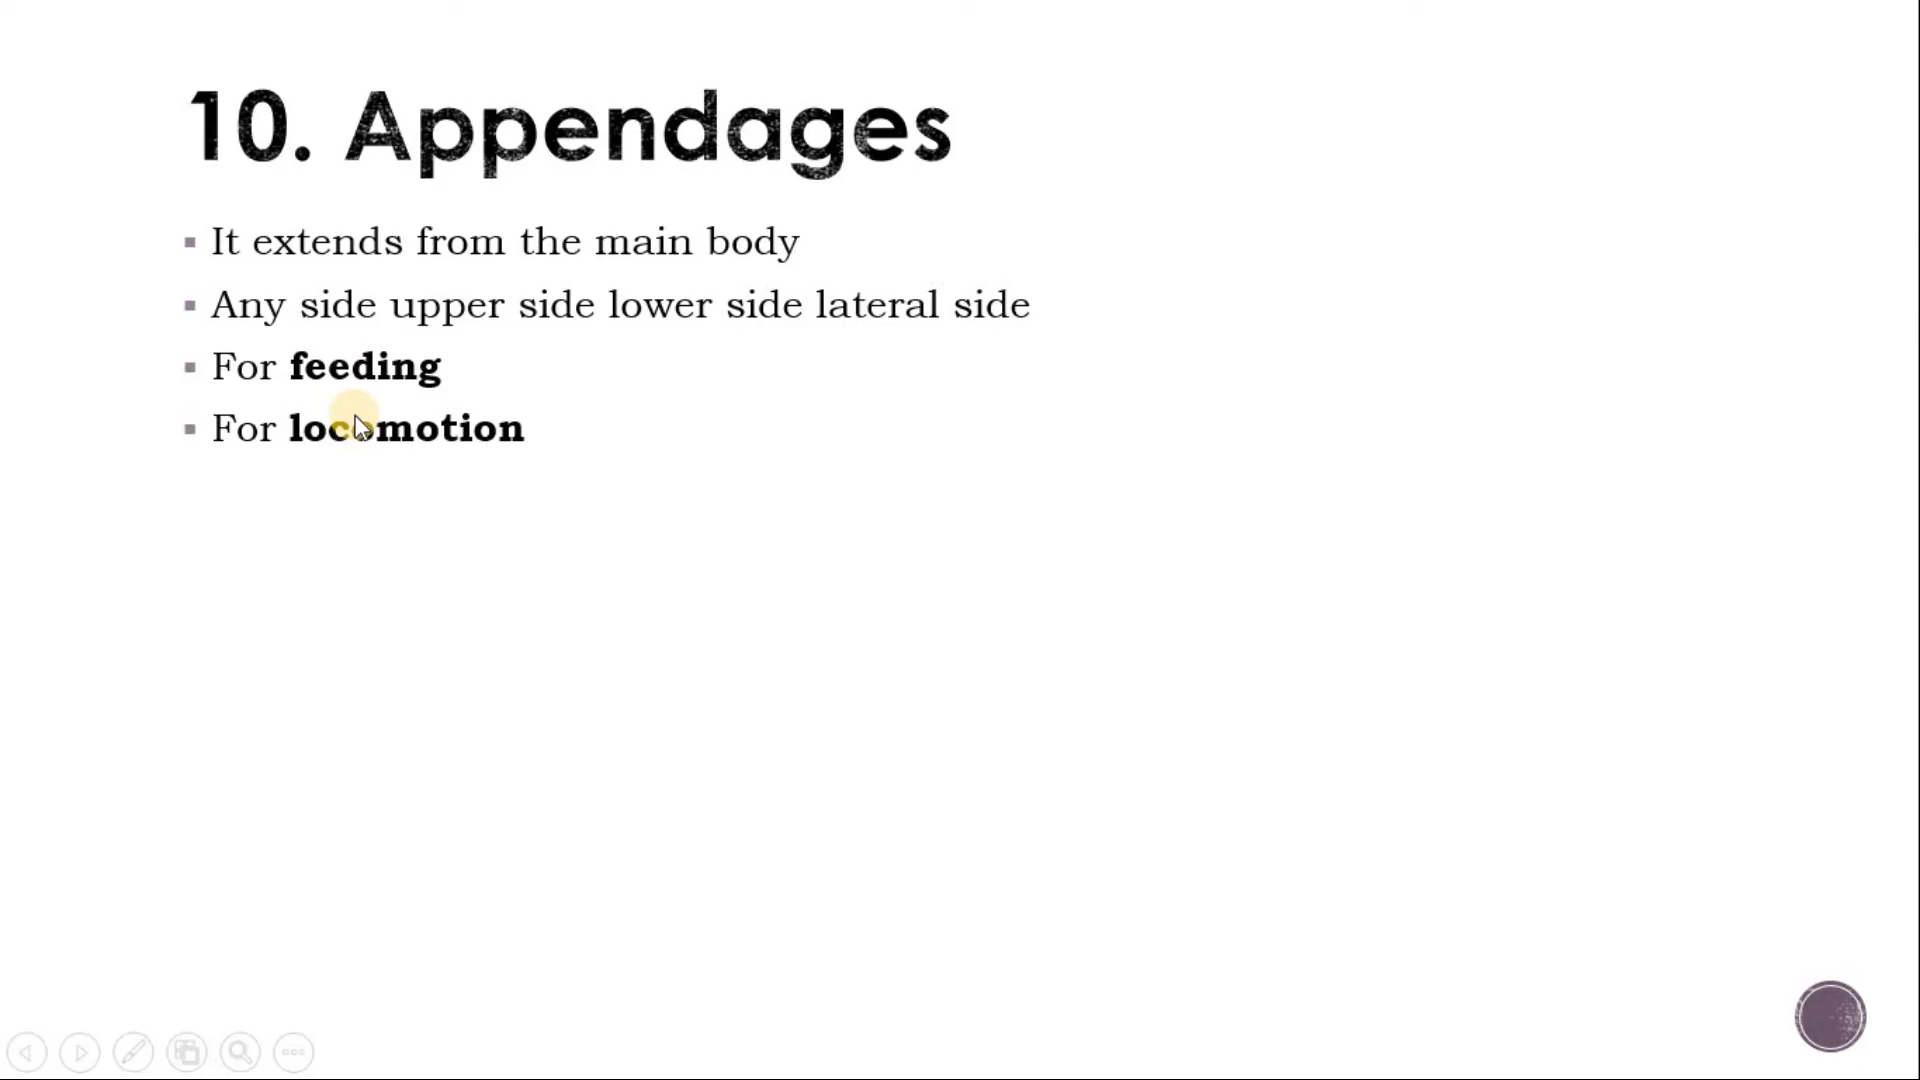 10. Appendages
It extends from the main body
Any side upper side lower side lateral side
For feeding
For locomotion